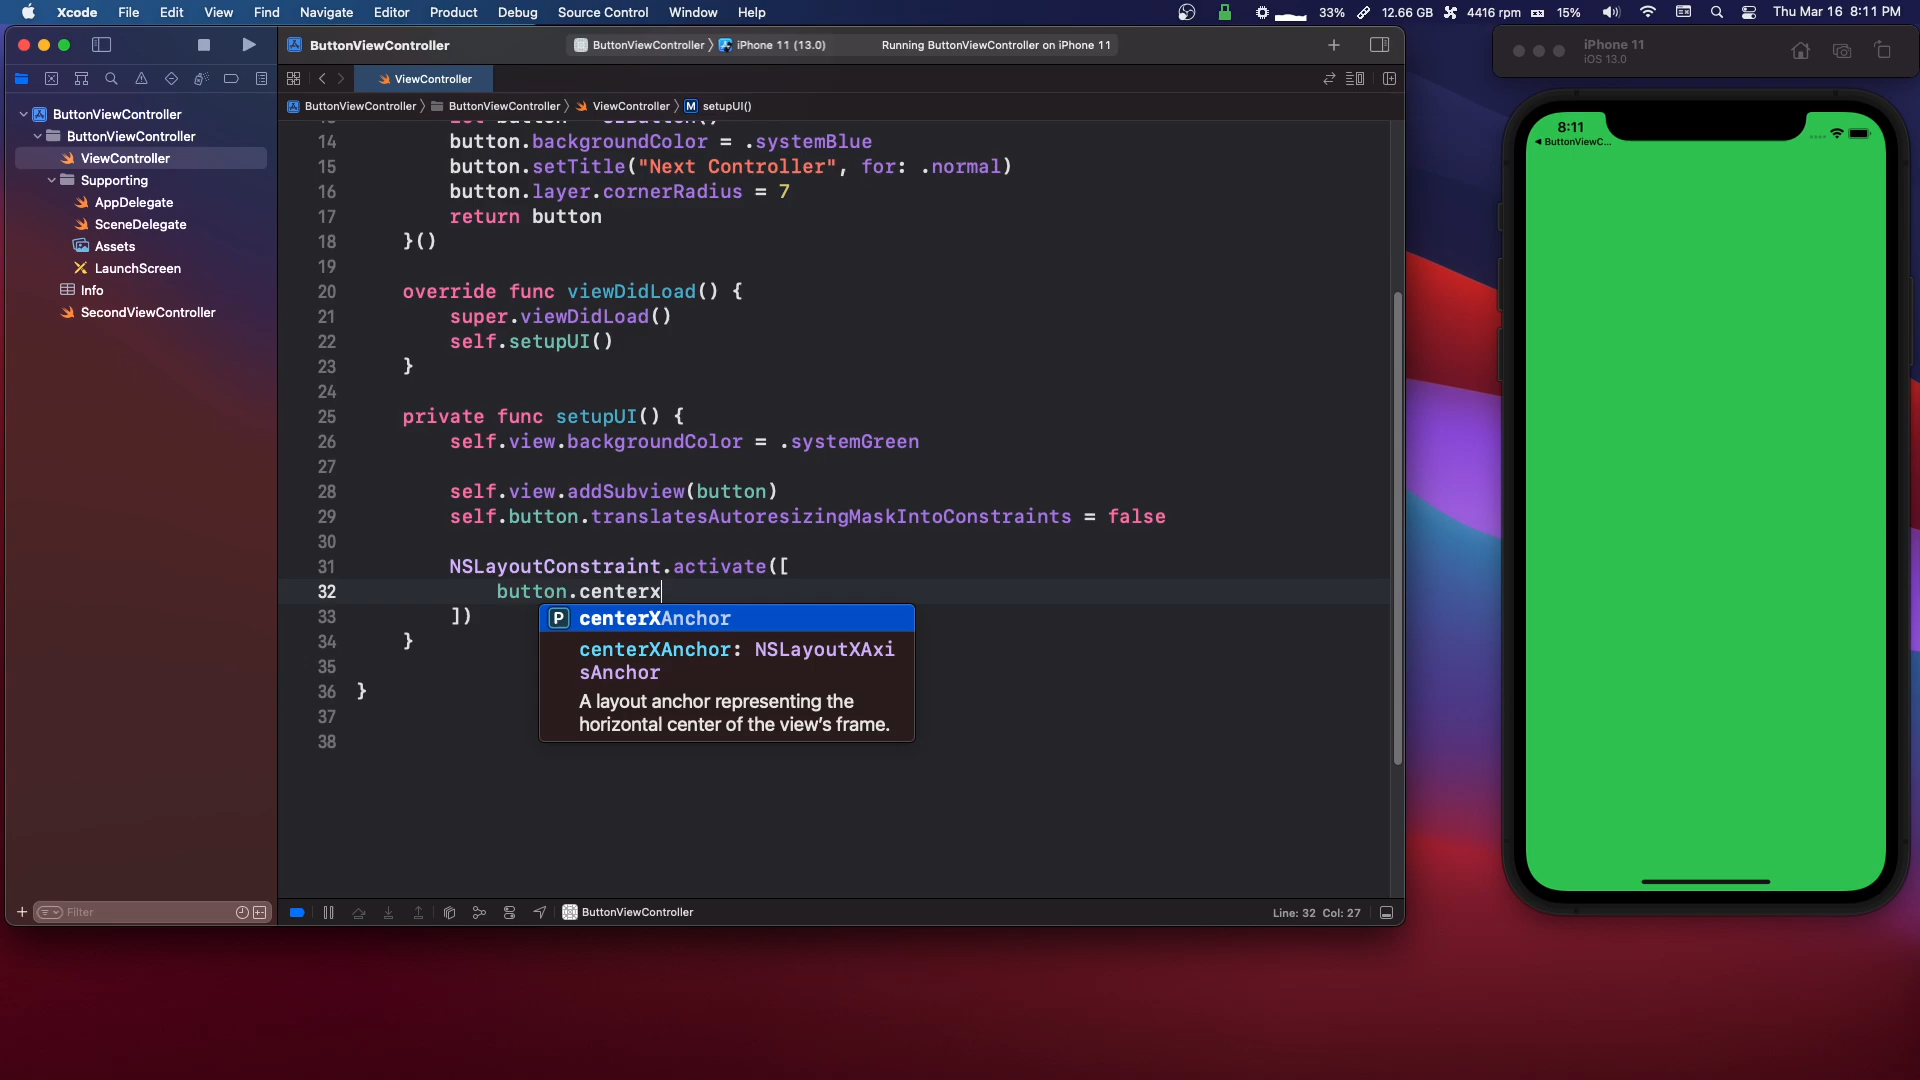 Xcode File Edit View Find Navigate Editor Product Debug Source Control Window Help
33% 12.66 GB 4416 rpm 15% Thu Mar 16 8:11 PM
ButtonViewController
ButtonViewController 〉 iPhone 11 (13.0)
Running ButtonViewController on iPhone 11
ViewController
ButtonViewController 〉 ButtonViewController 〉 ViewController 〉 M setupUI()
ButtonViewController
ButtonViewController
ViewController
Supporting
AppDelegate
SceneDelegate
Assets
LaunchScreen
Info
SecondViewController
Filter
14 button.backgroundColor = .systemBlue
15 button.setTitle("Next Controller", for: .normal)
16 button.layer.cornerRadius = 7
17 return button
18 }()
19
20 override func viewDidLoad() {
21 super.viewDidLoad()
22 self.setupUI()
23 }
24
25 private func setupUI() {
26 self.view.backgroundColor = .systemGreen
27
28 self.view.addSubview(button)
29 self.button.translatesAutoresizingMaskIntoConstraints = false
30
31 NSLayoutConstraint.activate([
32 button.centerx
33 ])
34 }
35
36 }
37
38
P centerXAnchor
centerXAnchor: NSLayoutXAxi
sAnchor
A layout anchor representing the
horizontal center of the view's frame.
ButtonViewController
Line: 32 Col: 27
iPhone 11
iOS 13.0
8:11
◀ ButtonViewC...